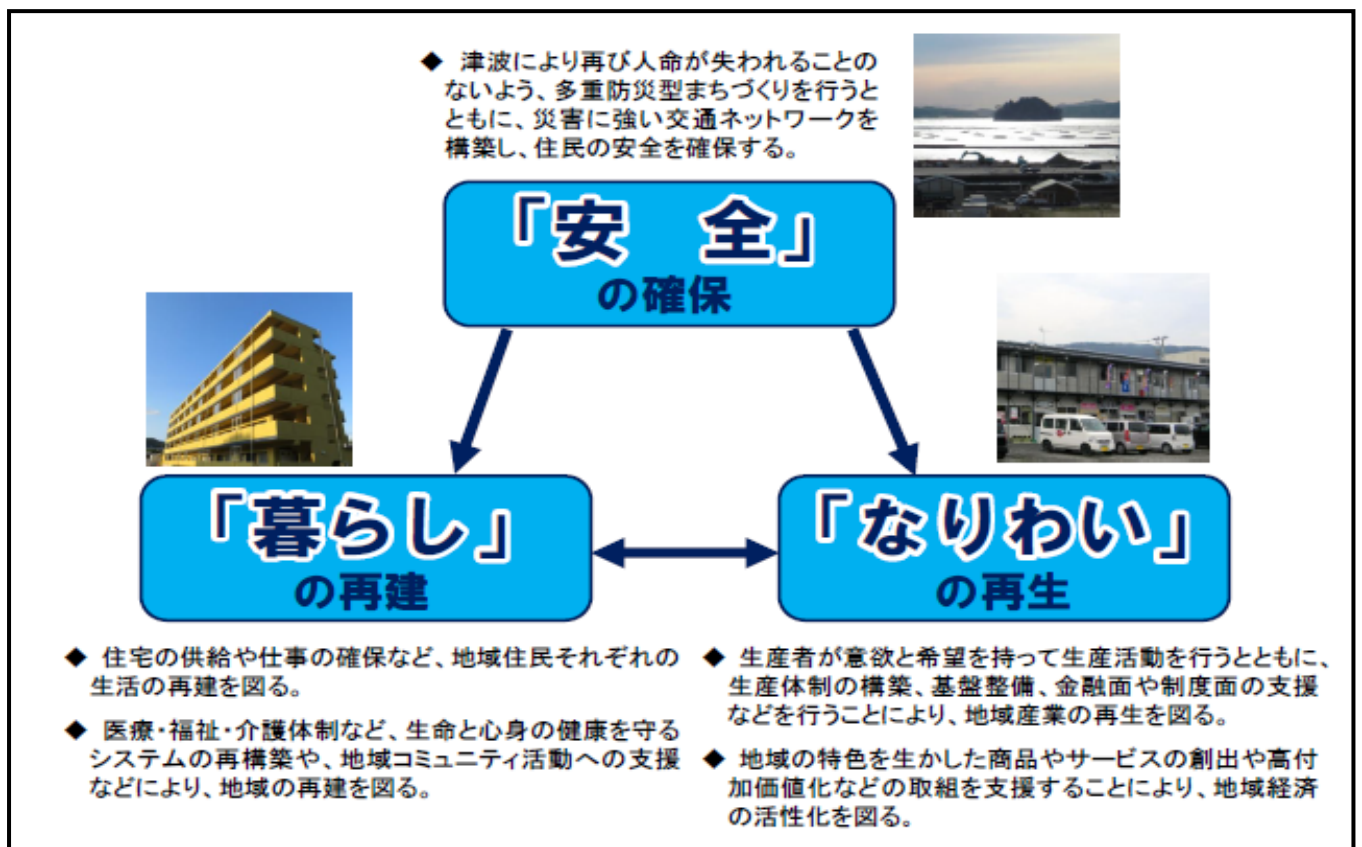 ◆ 津波により再び人命が失われることの
ないよう、多重防災型まちづくりを行うと
ともに、災害に強い交通ネットワークを
構築し、住民の安全を確保する。
「安　全」
の確保
「暮らし」
の再建
「なりわい」
の再生
◆ 住宅の供給や仕事の確保など、地域住民それぞれの
生活の再建を図る。
◆ 医療・福祉・介護体制など、生命と心身の健康を守る
システムの再構築や、地域コミュニティ活動への支援
などにより、地域の再建を図る。
◆ 生産者が意欲と希望を持って生産活動を行うとともに、
生産体制の構築、基盤整備、金融面や制度面の支援
などを行うことにより、地域産業の再生を図る。
◆ 地域の特色を生かした商品やサービスの創出や高付
加価値化などの取組を支援することにより、地域経済
の活性化を図る。